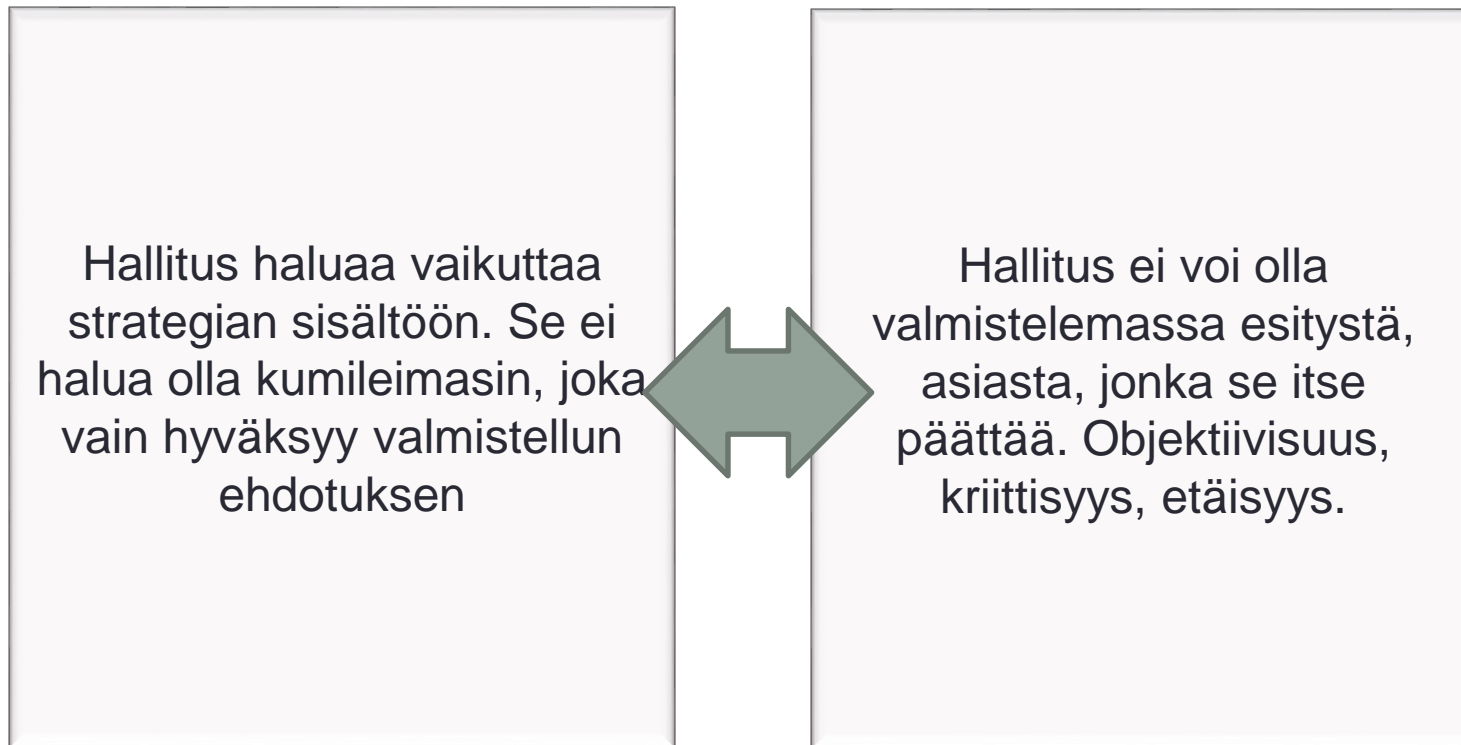 Hallitus haluaa vaikuttaa
strategian sisältöön. Se ei
halua olla kumileimasin, joka
vain hyväksyy valmistellun
ehdotuksen
Hallitus ei voi olla
valmistelemassa esitystä,
asiasta, jonka se itse
päättää. Objektiivisuus,
kriittisyys, etäisyys.